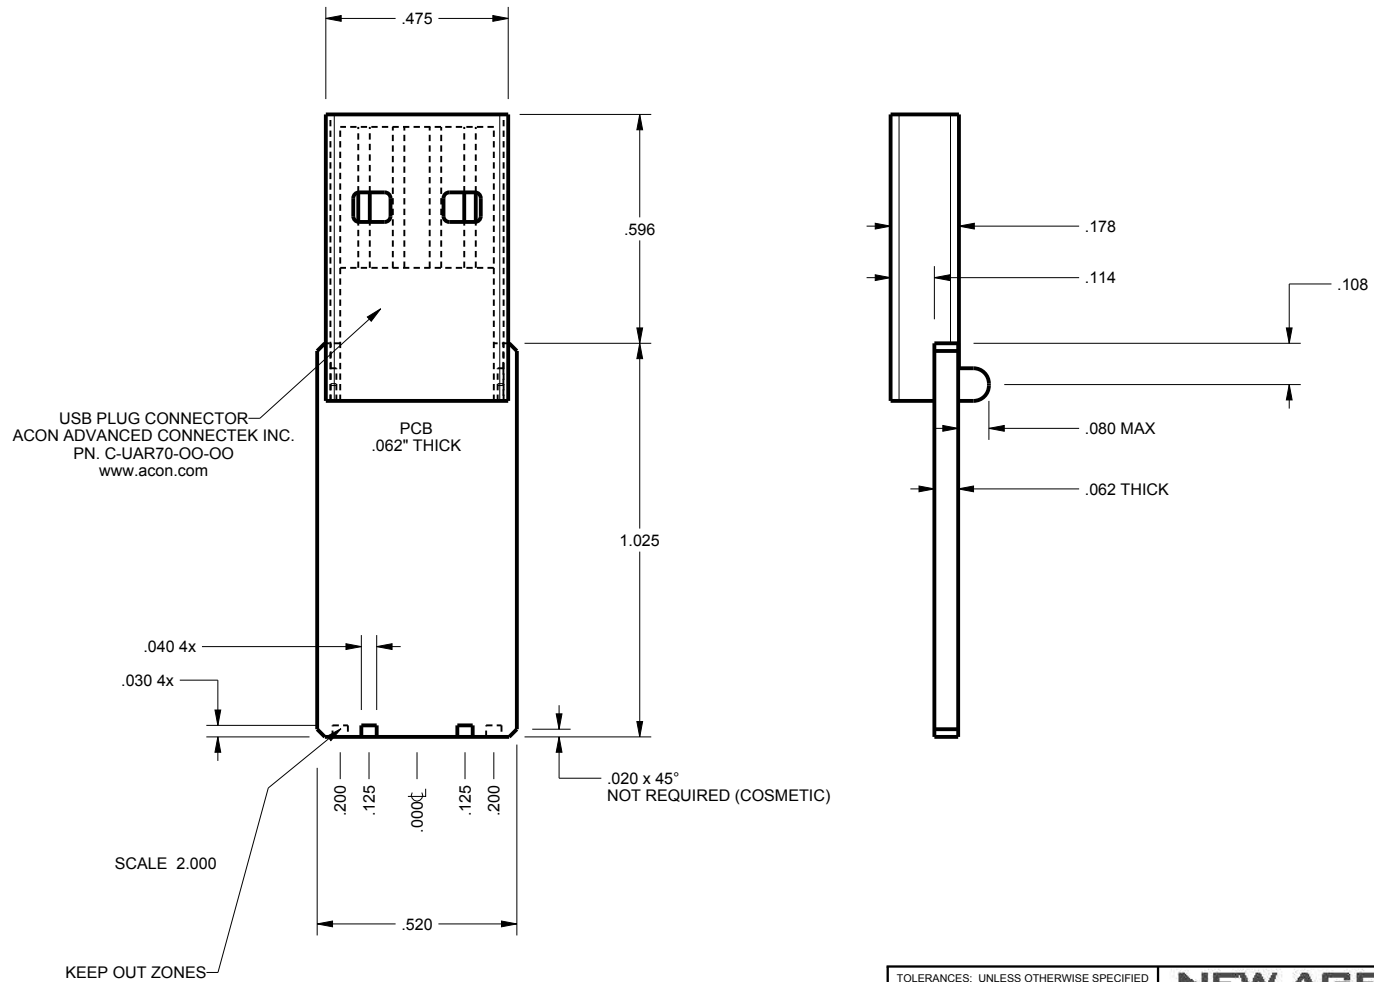 .475
.596
.178
.114
.108
USB PLUG CONNECTOR
ACON ADVANCED CONNECTEK INC.
PN. C-UAR70-OO-OO
www.acon.com
PCB
.062" THICK
.080 MAX
.062 THICK
1.025
.040 4x
.030 4x
.020 x 45°
NOT REQUIRED (COSMETIC)
.200
.125
.000℄
.125
.200
SCALE 2.000
.520
KEEP OUT ZONES
TOLERANCES: UNLESS OTHERWISE SPECIFIED
NEW AGE